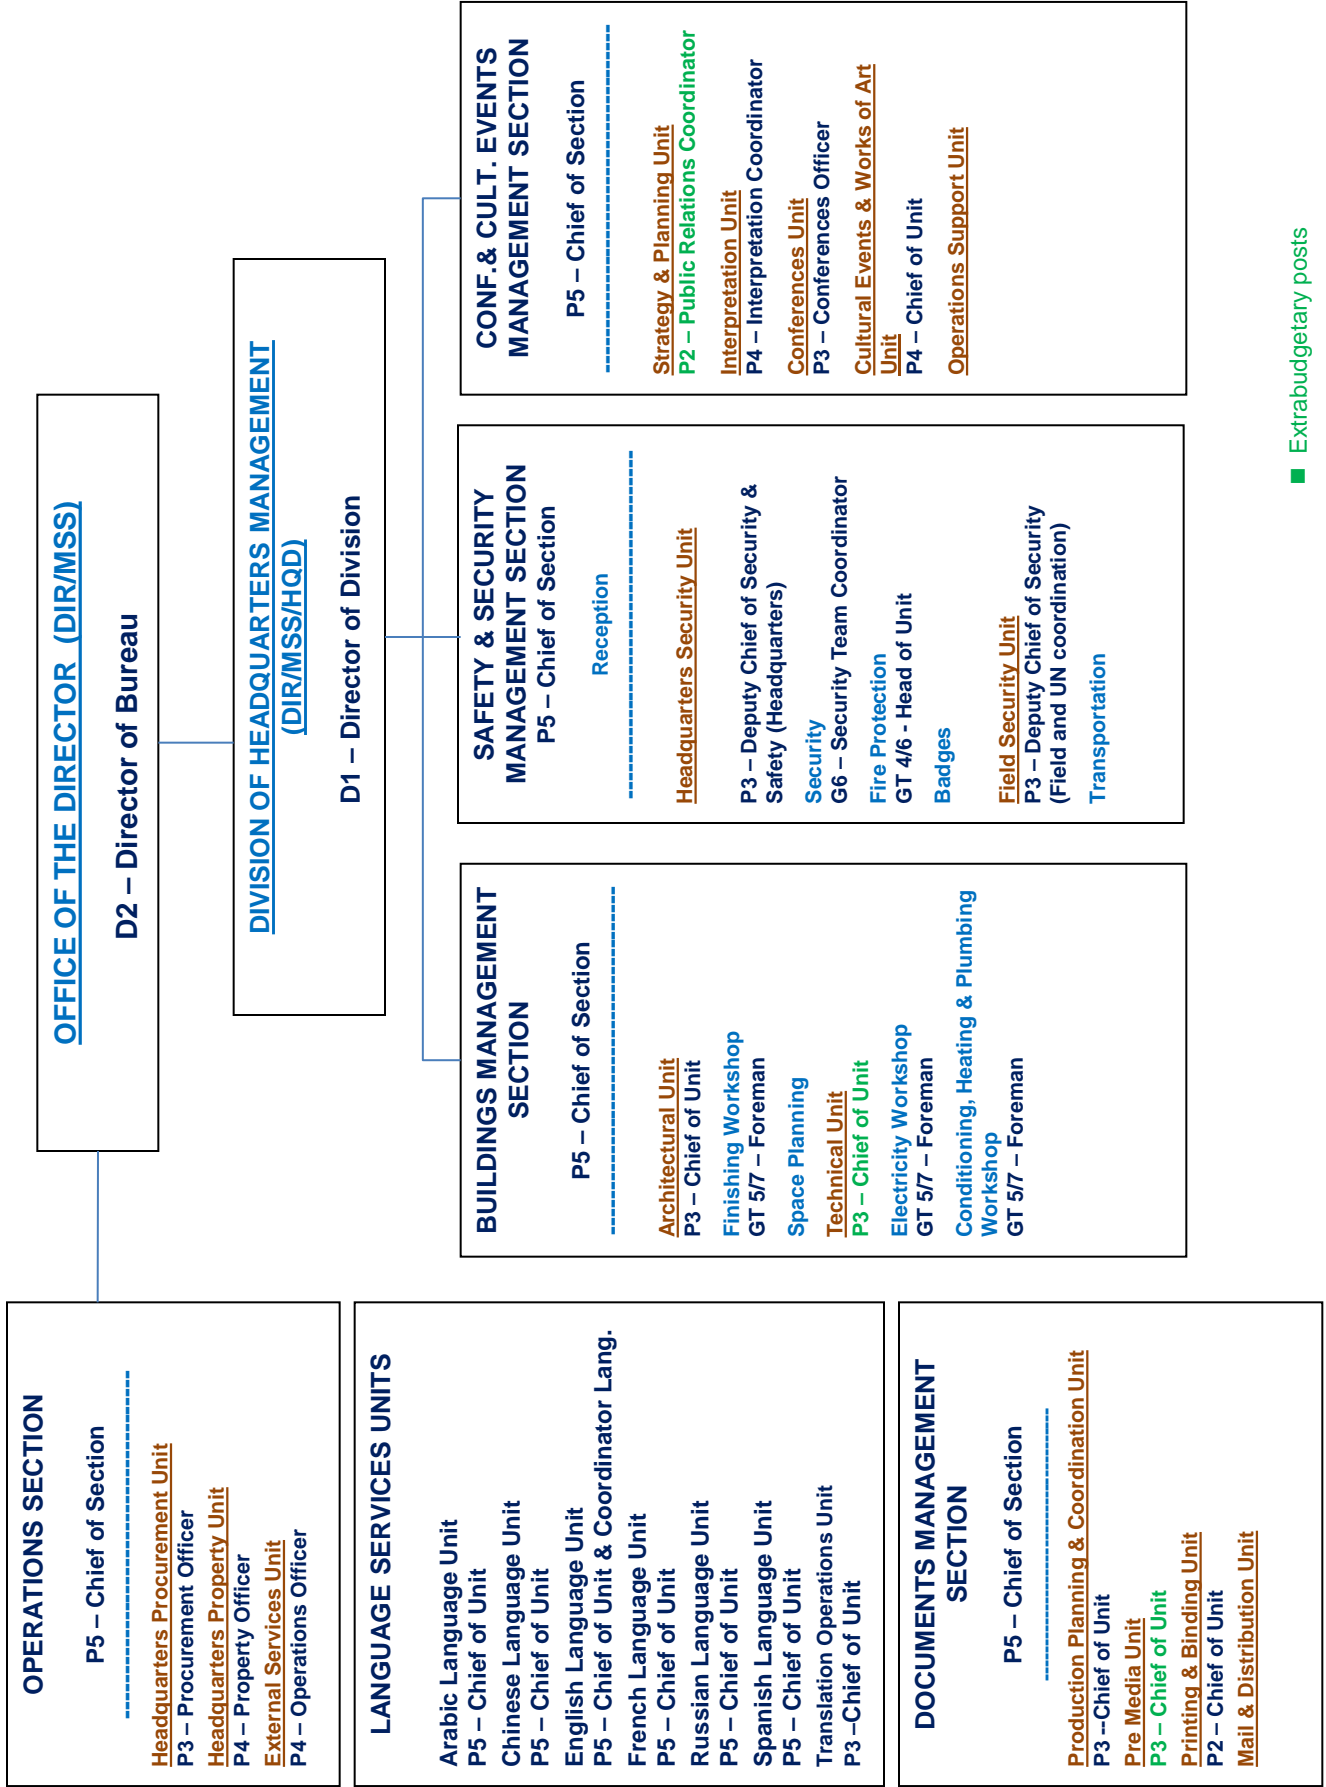 OFFICE OF THE DIRECTOR (DIR/MSS)
D2 – Director of Bureau
DIVISION OF HEADQUARTERS MANAGEMENT
(DIR/MSS/HQD)
D1 – Director of Division
OPERATIONS SECTION
P5 – Chief of Section
Headquarters Procurement Unit
P3 – Procurement Officer
Headquarters Property Unit
P4 – Property Officer
External Services Unit
P4 – Operations Officer
LANGUAGE SERVICES UNITS
Arabic Language Unit
P5 – Chief of Unit
Chinese Language Unit
P5 – Chief of Unit
English Language Unit
P5 – Chief of Unit & Coordinator Lang.
French Language Unit
P5 – Chief of Unit
Russian Language Unit
P5 – Chief of Unit
Spanish Language Unit
P5 – Chief of Unit
Translation Operations Unit
P3 –Chief of Unit
DOCUMENTS MANAGEMENT
SECTION
P5 – Chief of Section
Production Planning & Coordination Unit
P3 --Chief of Unit
Pre Media Unit
P3 – Chief of Unit
Printing & Binding Unit
P2 – Chief of Unit
Mail & Distribution Unit
BUILDINGS MANAGEMENT
SECTION
P5 – Chief of Section
Architectural Unit
P3 – Chief of Unit
Finishing Workshop
GT 5/7 – Foreman
Space Planning
Technical Unit
P3 – Chief of Unit
Electricity Workshop
GT 5/7 – Foreman
Conditioning, Heating & Plumbing
Workshop
GT 5/7 – Foreman
SAFETY & SECURITY
MANAGEMENT SECTION
P5 – Chief of Section
Reception
Headquarters Security Unit
P3 – Deputy Chief of Security &
Safety (Headquarters)
Security
G6 – Security Team Coordinator
Fire Protection
GT 4/6 - Head of Unit
Badges
Field Security Unit
P3 – Deputy Chief of Security
(Field and UN coordination)
Transportation
CONF.& CULT. EVENTS
MANAGEMENT SECTION
P5 – Chief of Section
Strategy & Planning Unit
P2 – Public Relations Coordinator
Interpretation Unit
P4 – Interpretation Coordinator
Conferences Unit
P3 – Conferences Officer
Cultural Events & Works of Art
Unit
P4 – Chief of Unit
Operations Support Unit
■ Extrabudgetary posts